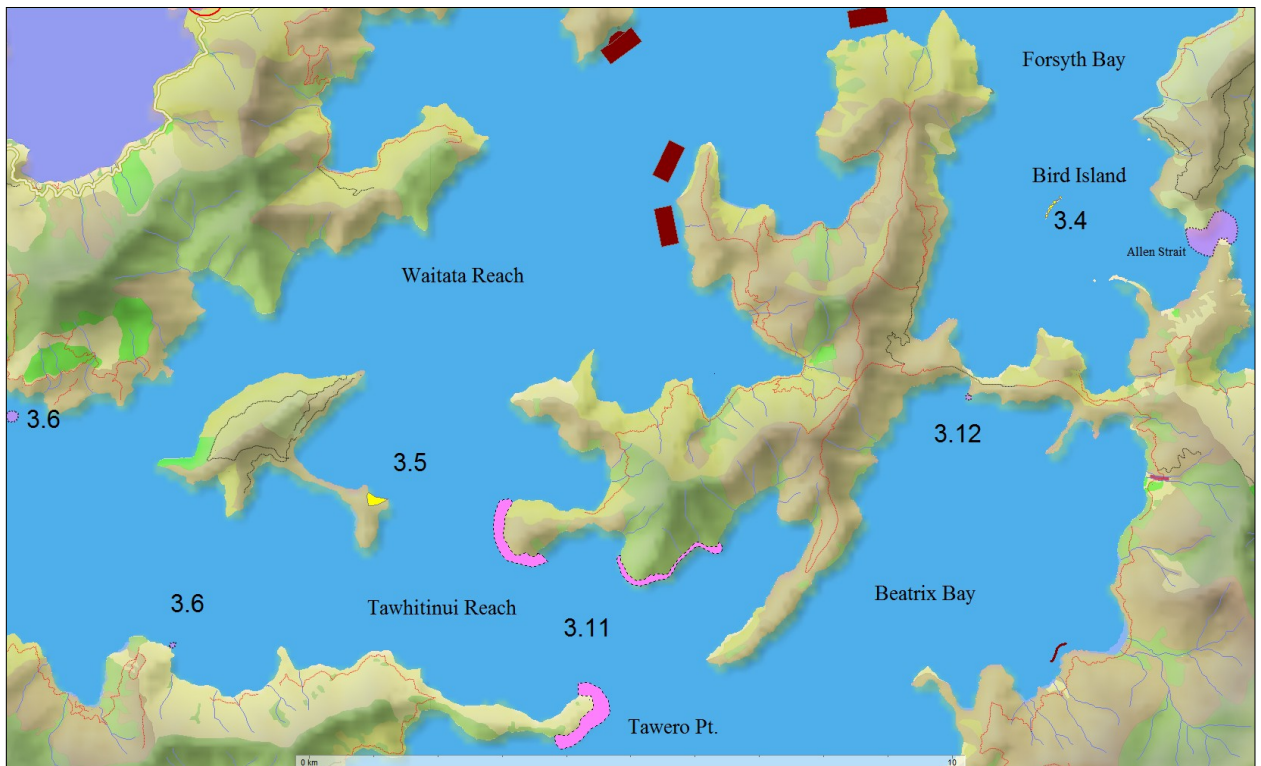 Forsyth Bay
Bird Island
3.4
Allen Strait
Waitata Reach
3.6
3.5
3.12
Beatrix Bay
3.6
Tawhitinui Reach
3.11
Tawero Pt.
0 km
10